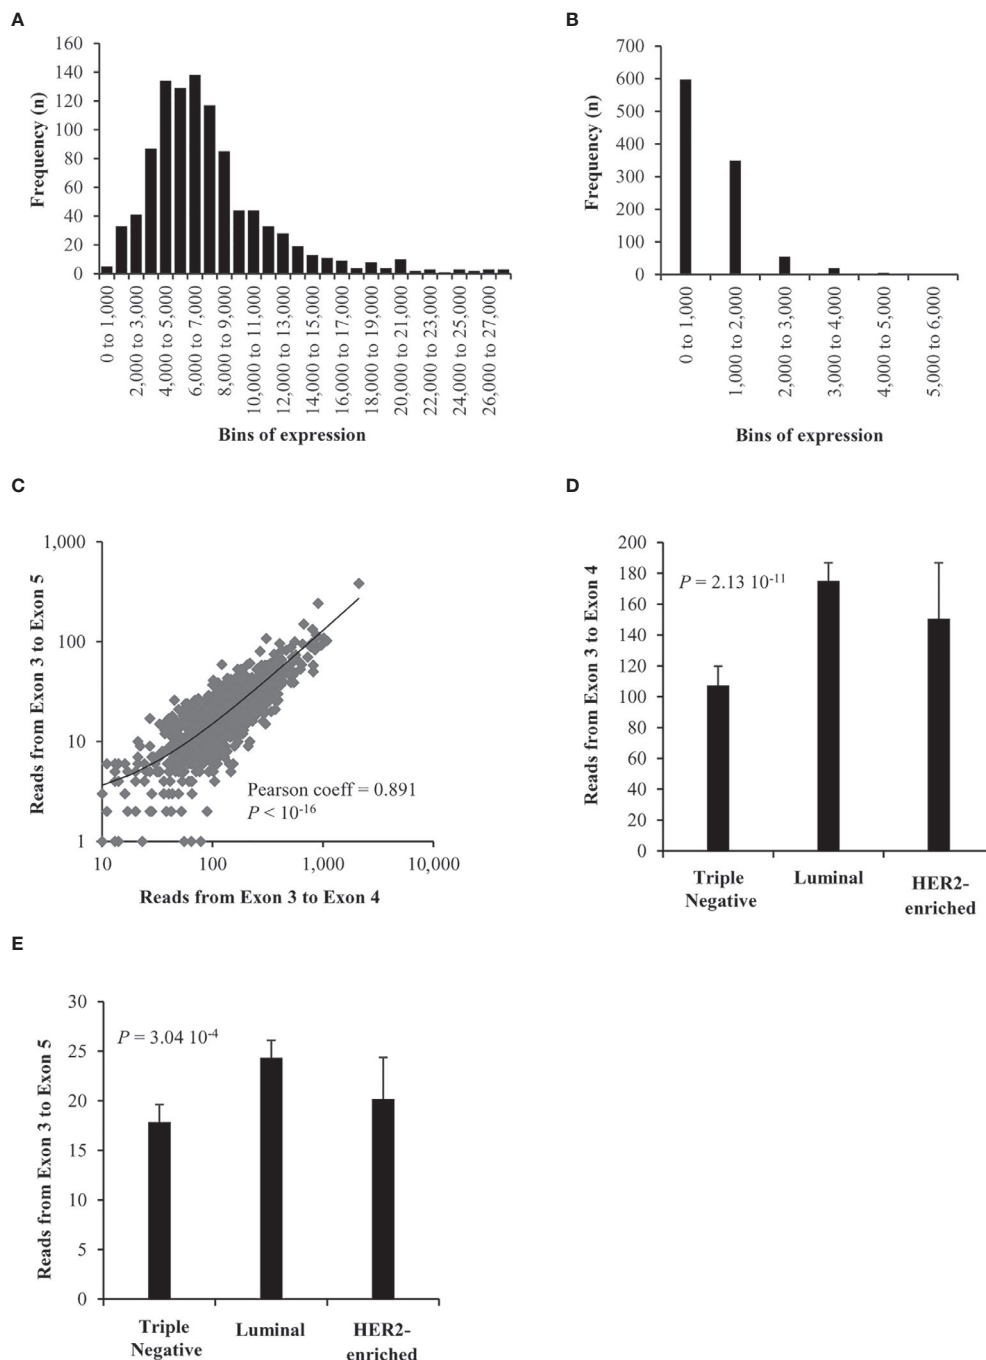 A
Frequency (n)
160
140
120
100
80
60
40
20
0
0 to 1,000
2,000 to 3,000
4,000 to 5,000
6,000 to 7,000
8,000 to 9,000
10,000 to 11,000
12,000 to 13,000
14,000 to 15,000
16,000 to 17,000
18,000 to 19,000
20,000 to 21,000
22,000 to 23,000
24,000 to 25,000
26,000 to 27,000
Bins of expression
B
Frequency (n)
700
600
500
400
300
200
100
0
0 to 1,000
1,000 to 2,000
2,000 to 3,000
3,000 to 4,000
4,000 to 5,000
5,000 to 6,000
Bins of expression
C
Reads from Exon 3 to Exon 5
1,000
100
10
1
Pearson coeff = 0.891
P < 10-16
10
100
1,000
10,000
Reads from Exon 3 to Exon 4
D
Reads from Exon 3 to Exon 4
200
180
160
140
120
100
80
60
40
20
0
P = 2.13 10-11
Triple
Negative
Luminal
HER2-
enriched
E
Reads from Exon 3 to Exon 5
30
25
20
15
10
5
0
P = 3.04 10-4
Triple
Negative
Luminal
HER2-
enriched